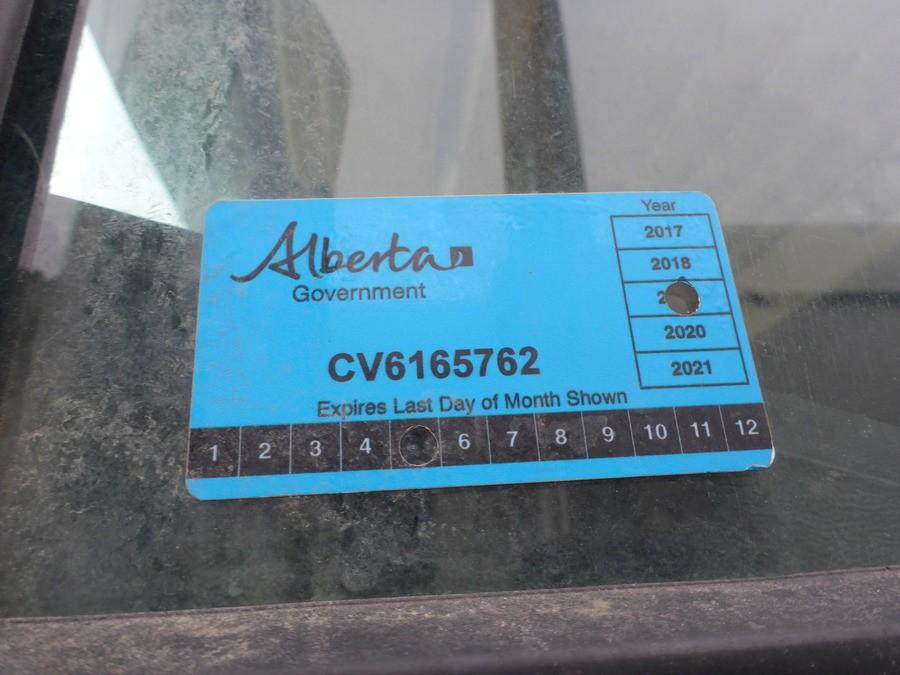 Alberta
Government
Year
2017
2018
2020
2021
CV6165762
Expires Last Day of Month Shown
1 2 3 4 6 7 8 9 10 11 12